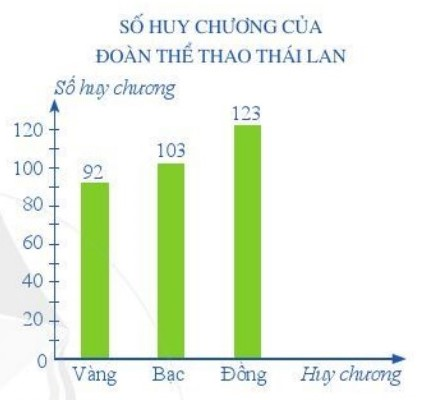 SỐ HUY CHƯƠNG CỦA
ĐOÀN THỂ THAO THÁI LAN
Số huy chương
123
120
103
100
92
80
60
40
20
0
Vàng Bạc Đồng Huy chương